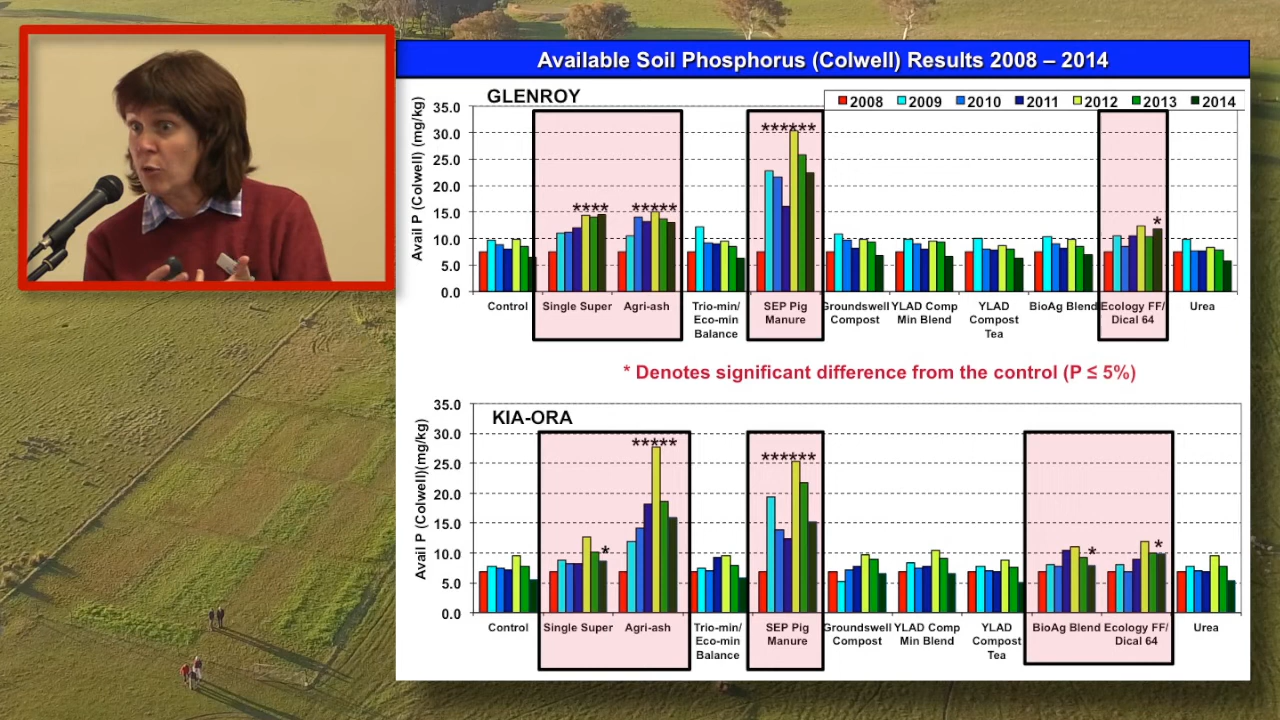 Available Soil Phosphorus (Colwell) Results 2008 – 2014
GLENROY
2008 2009 2010 2011 2012 2013 2014
Avail P (Colwell) (mg/kg)
35.0
30.0
25.0
20.0
15.0
10.0
5.0
0.0
******
****
*****
*
Control Single Super Agri-ash Trio-min/ SEP Pig Groundswell YLAD Comp YLAD BioAg Blend Ecology FF/ Urea
Eco-min Manure Compost Min Blend Compost Dical 64
Balance Tea
* Denotes significant difference from the control (P ≤ 5%)
KIA-ORA
Avail P (Colwell)(mg/kg)
35.0
30.0
25.0
20.0
15.0
10.0
5.0
0.0
*****
******
*
*
*
Control Single Super Agri-ash Trio-min/ SEP Pig Groundswell YLAD Comp YLAD BioAg Blend Ecology FF/ Urea
Eco-min Manure Compost Min Blend Compost Dical 64
Balance Tea